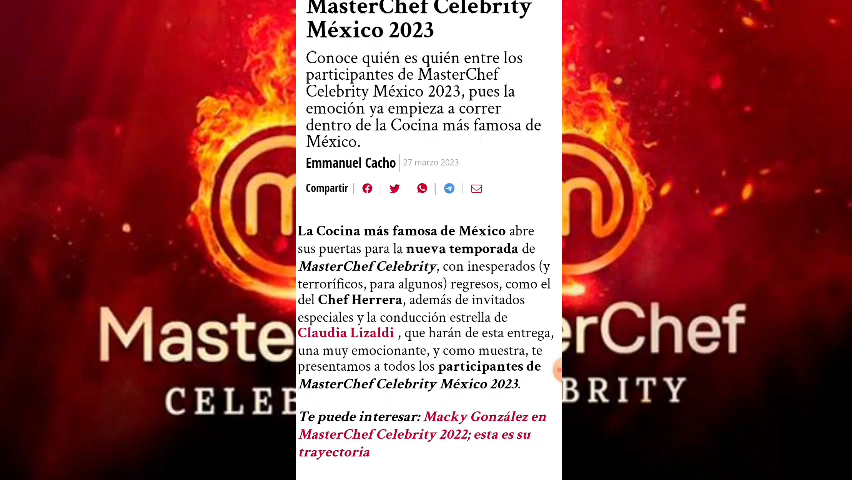 MasterChef Celebrity
México 2023
Conoce quién es quién entre los
participantes de MasterChef
Celebrity México 2023, pues la
emoción ya empieza a correr
dentro de la Cocina más famosa de
México.
Emmanuel Cacho 27 marzo 2023
Compartir
La Cocina más famosa de México abre
sus puertas para la nueva temporada de
MasterChef Celebrity, con inesperados (y
terroríficos, para algunos) regresos, como el
del Chef Herrera, además de invitados
especiales y la conducción estrella de
Claudia Lizaldi , que harán de esta entrega,
una muy emocionante, y como muestra, te
presentamos a todos los participantes de
MasterChef Celebrity México 2023.
Te puede interesar: Macky González en
MasterChef Celebrity 2022; esta es su
trayectoria
Maste
CELEB
erChef
BRITY